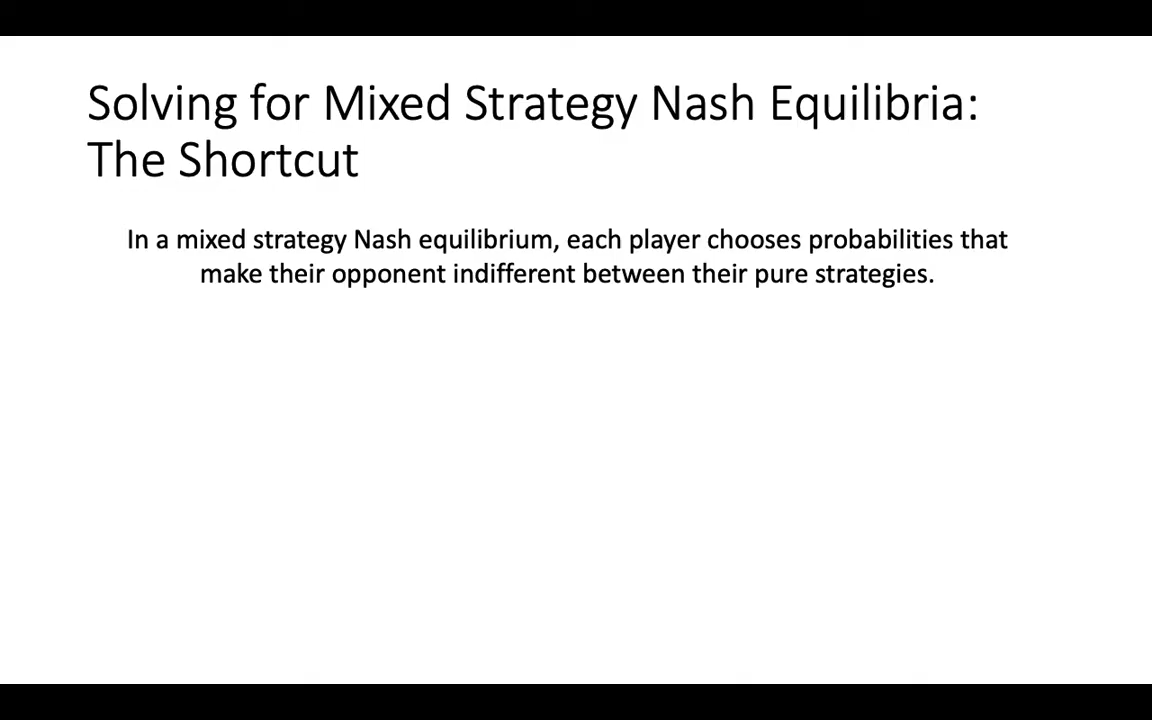 Solving for Mixed Strategy Nash Equilibria:
The Shortcut
In a mixed strategy Nash equilibrium, each player chooses probabilities that
make their opponent indifferent between their pure strategies.